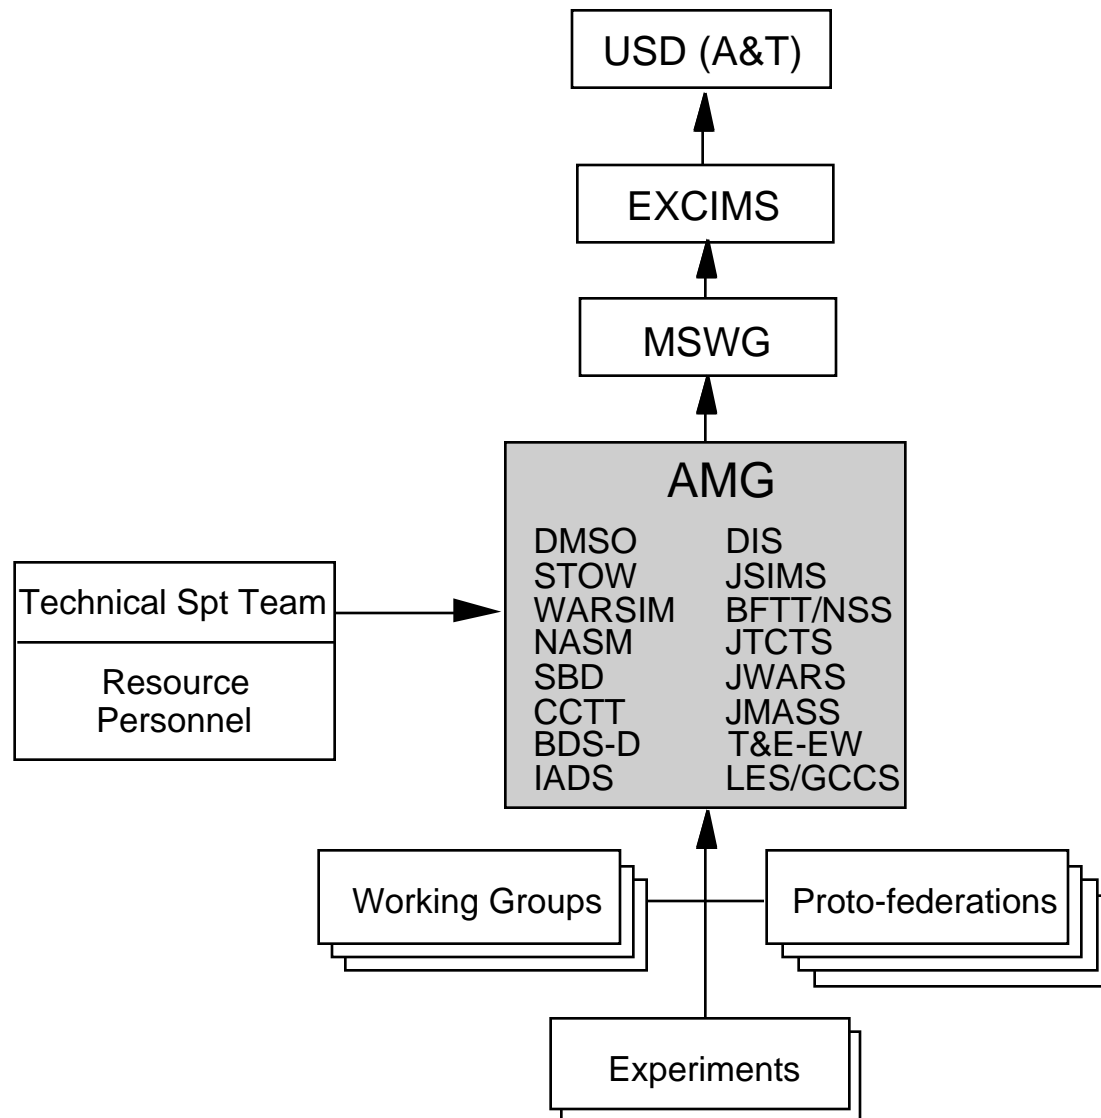 USD (A&T)
EXCIMS
MSWG
AMG
DMSO DIS
STOW JSIMS
WARSIM BFTT/NSS
NASM JTCTS
SBD JWARS
CCTT JMASS
BDS-D T&E-EW
IADS LES/GCCS
Technical Spt Team
Resource
Personnel
Working Groups
Proto-federations
Experiments